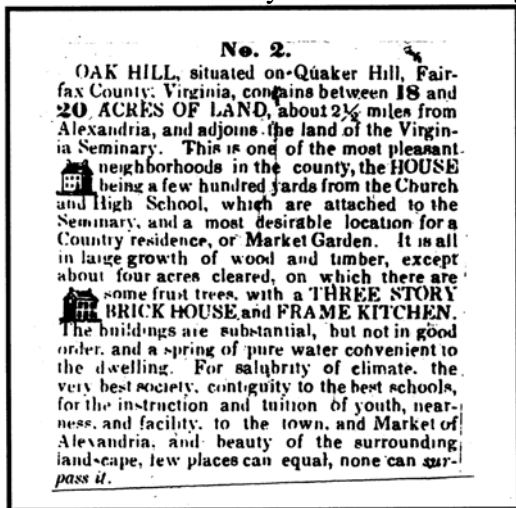 No. 2.
OAK HILL, situated on Quaker Hill, Fair-
fax County, Virginia, contains between 18 and
20 ACRES OF LAND, about 2½ miles from
Alexandria, and adjoins the land of the Virgin-
ia Seminary. This is one of the most pleasant
neighborhoods in the county, the HOUSE
being a few hundred yards from the Church
and High School, which are attached to the
Seminary, and a most desirable location for a
Country residence, or Market Garden. It is all
in large growth of wood and timber, except
about four acres cleared, on which there are
some fruit trees, with a THREE STORY
BRICK HOUSE and FRAME KITCHEN.
The buildings are substantial, but not in good
order, and a spring of pure water convenient to
the dwelling. For salubrity of climate, the
very best society, contiguity to the best schools,
for the instruction and tuition of youth, near-
ness, and facility, to the town, and Market of
Alexandria, and beauty of the surrounding
landscape, few places can equal, none can sur-
pass it.